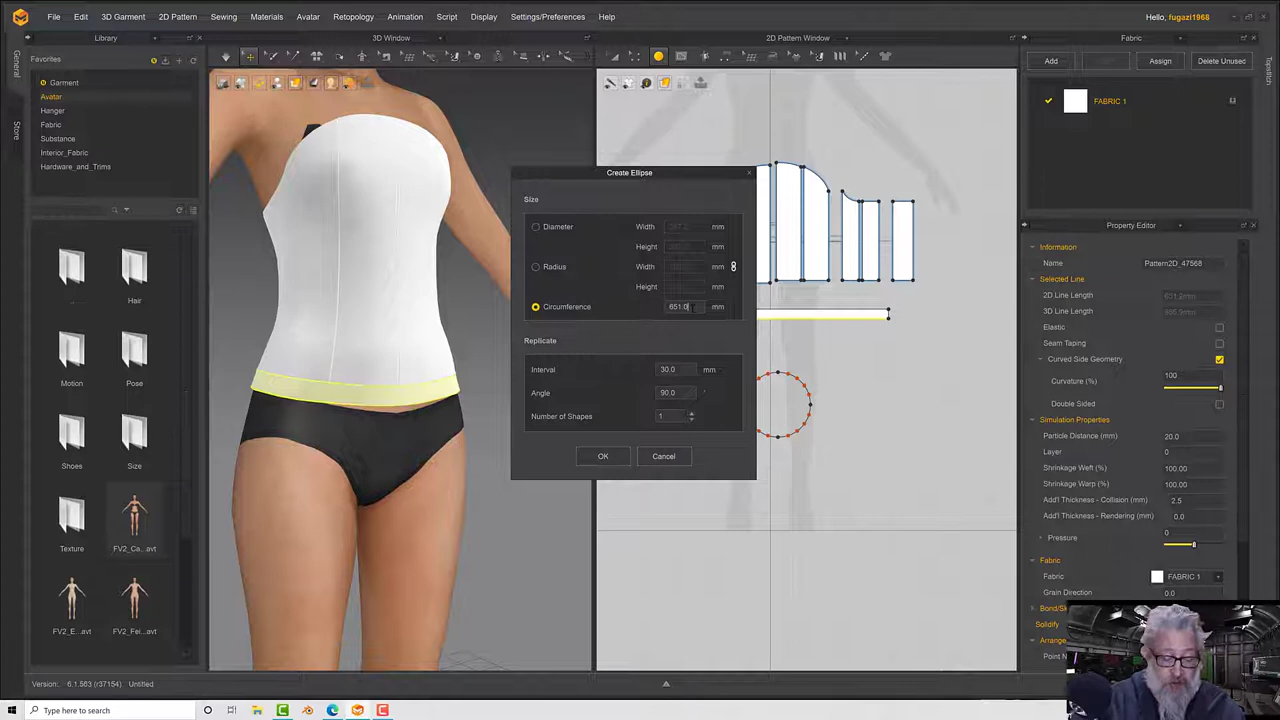 File Edit 3D Garment 2D Pattern Sewing Materials Avatar Retopology Animation Script Display Settings/Preferences Help
Hello, fugazi1968
Library
3D Window
2D Pattern Window
Fabric
General
Store
Topstitch
Favorites
Garment
Avatar
Hanger
Fabric
Substance
Interior_Fabric
Hardware_and_Trims
Add
Assign
Delete Unused
FABRIC 1
Hair
Motion
Pose
Shoes
Size
Texture
FV2_Ca...avt
FV2_E...avt
FV2_Fei...avt
Create Ellipse
Size
Diameter Width mm
Height mm
Radius Width mm
Height mm
Circumference 651.0 mm
Replicate
Interval 30.0 mm
Angle 90.0 °
Number of Shapes 1
OK Cancel
Property Editor
Information
Name Pattern2D_47568
Selected Line
2D Line Length
3D Line Length
Elastic
Seam Taping
Curved Side Geometry
Curvature (%) 100
Double Sided
Simulation Properties
Particle Distance (mm) 20.0
Layer 0
Shrinkage Weft (%) 100.00
Shrinkage Warp (%) 100.00
Add'l Thickness - Collision (mm) 2.5
Add'l Thickness - Rendering (mm) 0.0
Pressure 0
Fabric
Fabric FABRIC 1
Grain Direction 0.0
Solidify
Version: 6.1.563 (r37154) Untitled
Type here to search